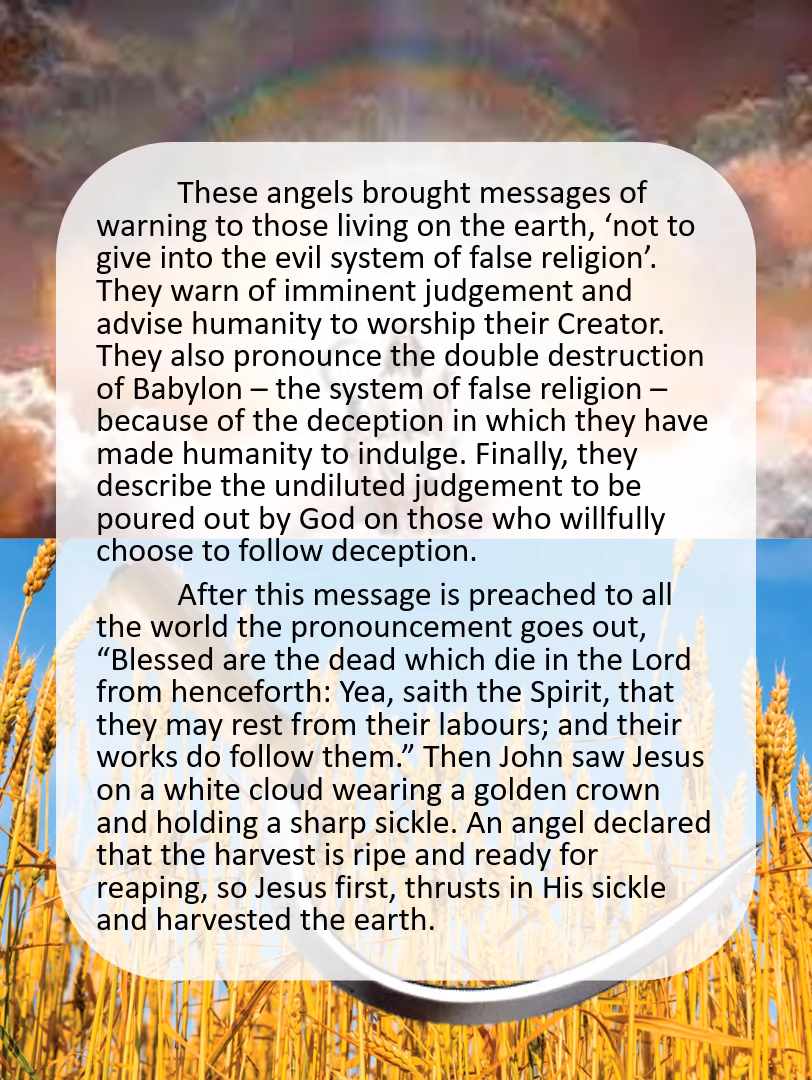 These angels brought messages of
warning to those living on the earth, ‘not to
give into the evil system of false religion’.
They warn of imminent judgement and
advise humanity to worship their Creator.
They also pronounce the double destruction
of Babylon – the system of false religion –
because of the deception in which they have
made humanity to indulge. Finally, they
describe the undiluted judgement to be
poured out by God on those who willfully
choose to follow deception.
After this message is preached to all
the world the pronouncement goes out,
“Blessed are the dead which die in the Lord
from henceforth: Yea, saith the Spirit, that
they may rest from their labours; and their
works do follow them.” Then John saw Jesus
on a white cloud wearing a golden crown
and holding a sharp sickle. An angel declared
that the harvest is ripe and ready for
reaping, so Jesus first, thrusts in His sickle
and harvested the earth.